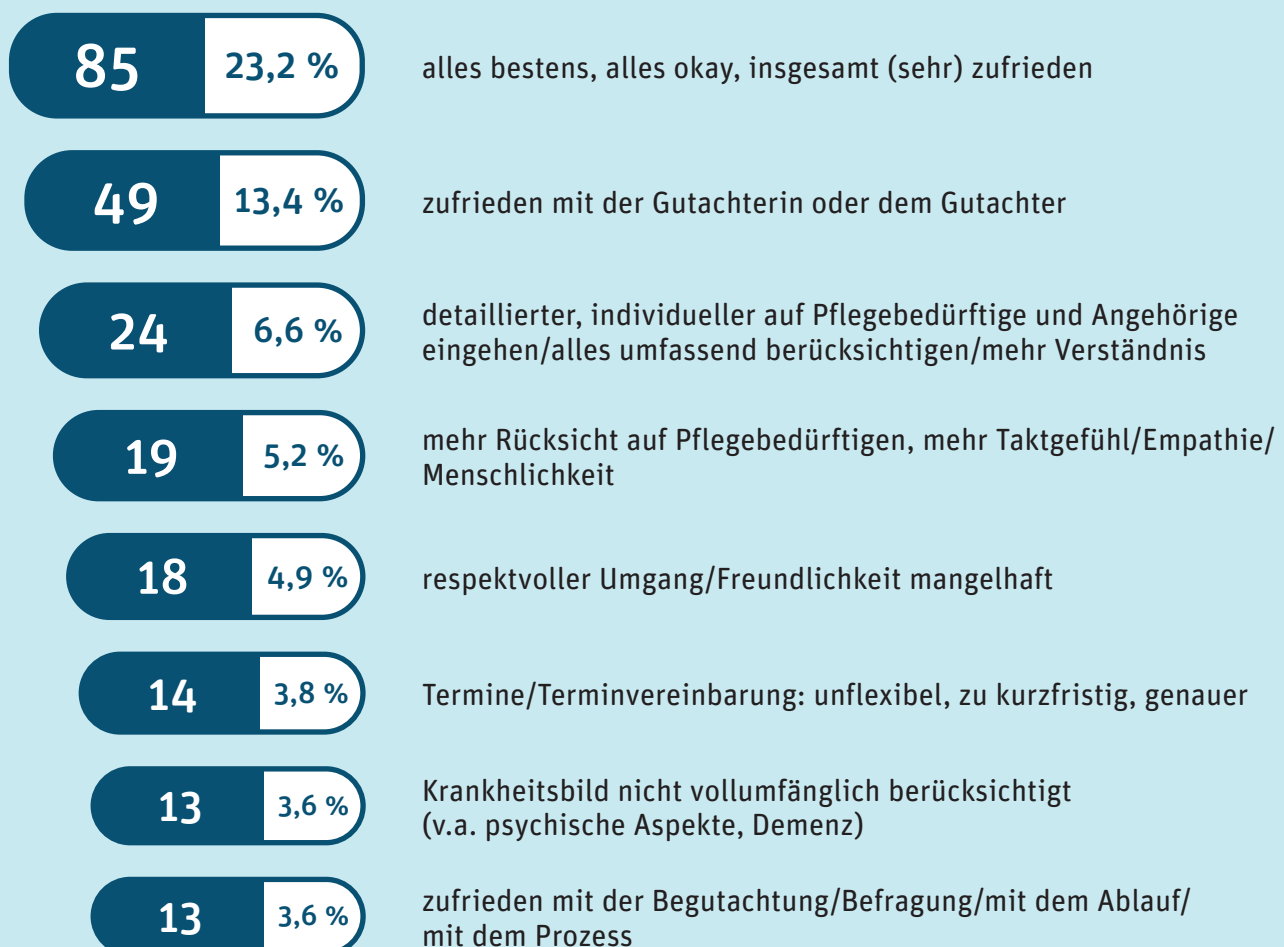 85 23,2 % alles bestens, alles okay, insgesamt (sehr) zufrieden
49 13,4 % zufrieden mit der Gutachterin oder dem Gutachter
24 6,6 % detaillierter, individueller auf Pflegebedürftige und Angehörige
eingehen/alles umfassend berücksichtigen/mehr Verständnis
19 5,2 % mehr Rücksicht auf Pflegebedürftigen, mehr Taktgefühl/Empathie/
Menschlichkeit
18 4,9 % respektvoller Umgang/Freundlichkeit mangelhaft
14 3,8 % Termine/Terminvereinbarung: unflexibel, zu kurzfristig, genauer
13 3,6 % Krankheitsbild nicht vollumfänglich berücksichtigt
(v.a. psychische Aspekte, Demenz)
13 3,6 % zufrieden mit der Begutachtung/Befragung/mit dem Ablauf/
mit dem Prozess